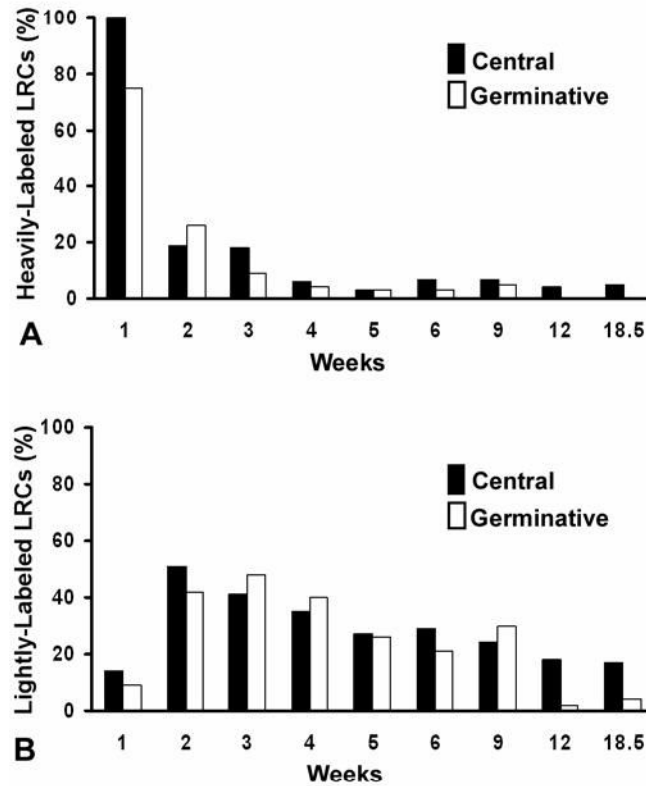 Heavily-Labeled LRCs (%)
100
80
60
40
20
0
Central
Germinative
1 2 3 4 5 6 9 12 18.5
A
Weeks
Lightly-Labeled LRCs (%)
100
80
60
40
20
0
Central
Germinative
1 2 3 4 5 6 9 12 18.5
B
Weeks